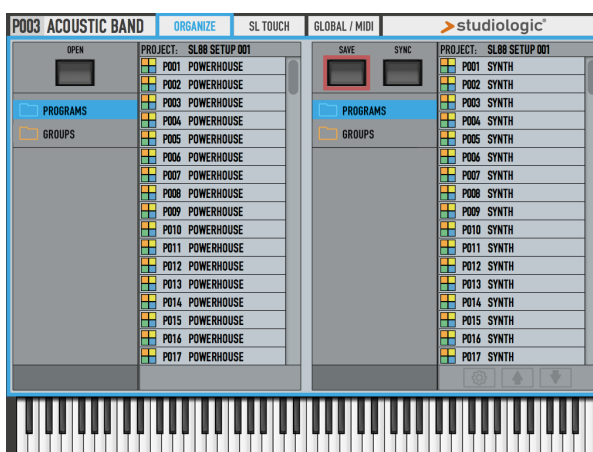 P003 ACOUSTIC BAND ORGANIZE SL TOUCH GLOBAL / MIDI studiologic®
OPEN
PROJECT: SL88 SETUP 001
PROGRAMS
GROUPS
P001 POWERHOUSE
P002 POWERHOUSE
P003 POWERHOUSE
P004 POWERHOUSE
P005 POWERHOUSE
P006 POWERHOUSE
P007 POWERHOUSE
P008 POWERHOUSE
P009 POWERHOUSE
P010 POWERHOUSE
P011 POWERHOUSE
P012 POWERHOUSE
P013 POWERHOUSE
P014 POWERHOUSE
P015 POWERHOUSE
P016 POWERHOUSE
P017 POWERHOUSE
SAVE SYNC
PROJECT: SL88 SETUP 001
PROGRAMS
GROUPS
P001 SYNTH
P002 SYNTH
P003 SYNTH
P004 SYNTH
P005 SYNTH
P006 SYNTH
P007 SYNTH
P008 SYNTH
P009 SYNTH
P010 SYNTH
P011 SYNTH
P012 SYNTH
P013 SYNTH
P014 SYNTH
P015 SYNTH
P016 SYNTH
P017 SYNTH